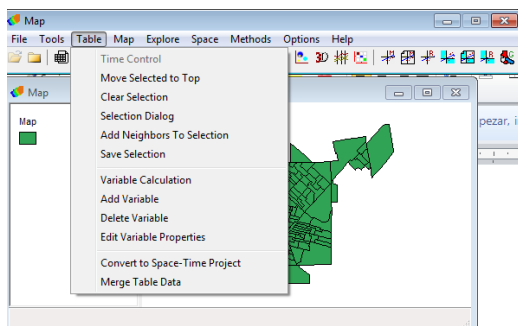 Map
File Tools Table Map Explore Space Methods Options Help
3D
Time Control
Move Selected to Top
Clear Selection
Selection Dialog
Add Neighbors To Selection
Save Selection
Variable Calculation
Add Variable
Delete Variable
Edit Variable Properties
Convert to Space-Time Project
Merge Table Data
Map
Map
pezar, i